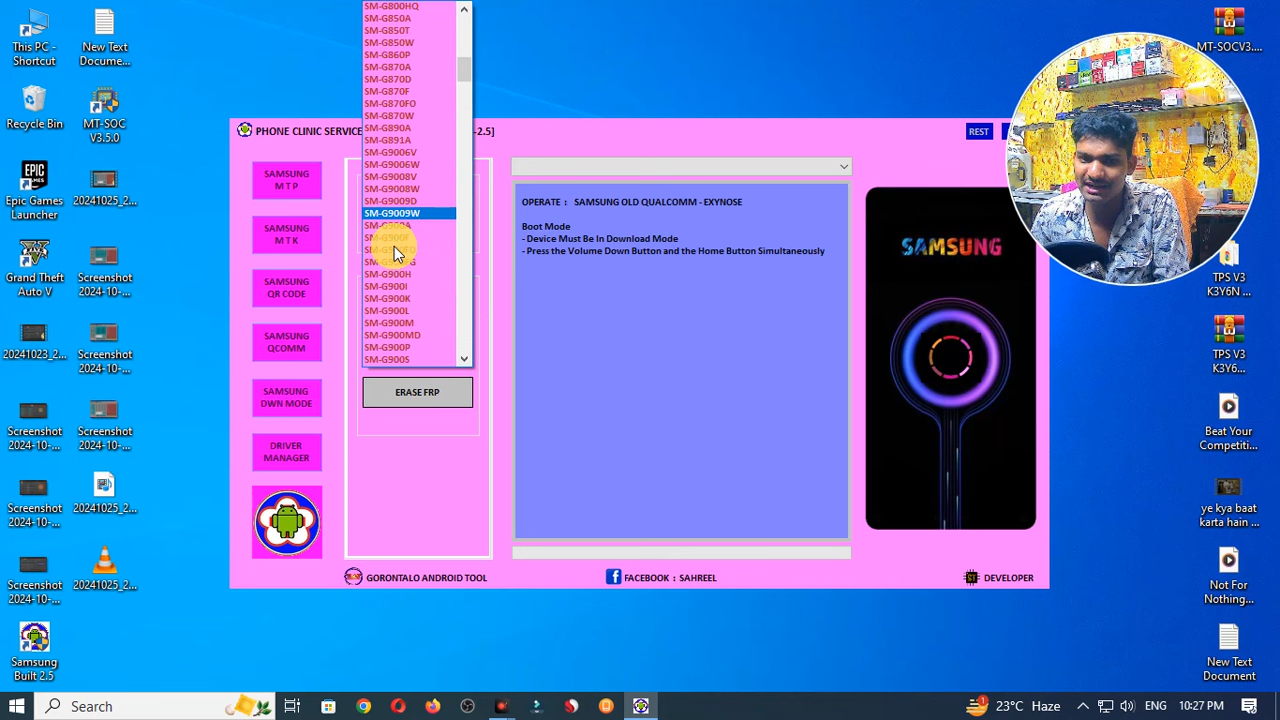 This PC -
Shortcut
New Text
Docume...
Recycle Bin
MT-SOC
V3.5.0
Epic Games
Launcher
20241025_2...
Grand Theft
Auto V
Screenshot
2024-10-...
20241023_2...
Screenshot
2024-10-...
Screenshot
2024-10-...
Screenshot
2024-10-...
Screenshot
2024-10-...
20241025_2...
Screenshot
2024-10-...
20241025_2...
Samsung
Built 2.5
PHONE CLINIC SERVICE
-2.5]
REST
SAMSUNG
M T P
SAMSUNG
M T K
SAMSUNG
QR CODE
SAMSUNG
QCOMM
SAMSUNG
DWN MODE
DRIVER
MANAGER
SM-G800HQ
SM-G850A
SM-G850T
SM-G850W
SM-G860P
SM-G870A
SM-G870D
SM-G870F
SM-G870FO
SM-G870W
SM-G890A
SM-G891A
SM-G9006V
SM-G9006W
SM-G9008V
SM-G9008W
SM-G9009D
SM-G9009W
SM-G900A
SM-G900F
SM-G900H
SM-G900I
SM-G900K
SM-G900L
SM-G900M
SM-G900MD
SM-G900P
SM-G900S
ERASE FRP
OPERATE : SAMSUNG OLD QUALCOMM - EXYNOSE
Boot Mode
- Device Must Be In Download Mode
- Press the Volume Down Button and the Home Button Simultaneously
SAMSUNG
GORONTALO ANDROID TOOL
FACEBOOK : SAHREEL
DEVELOPER
MT-SOCV3....
TPS V3
K3Y6N ...
TPS V3
K3Y6...
Beat Your
Competiti...
ye kya baat
karta hain ...
Not For
Nothing...
New Text
Document
Search
23°C Haze
ENG
10:27 PM